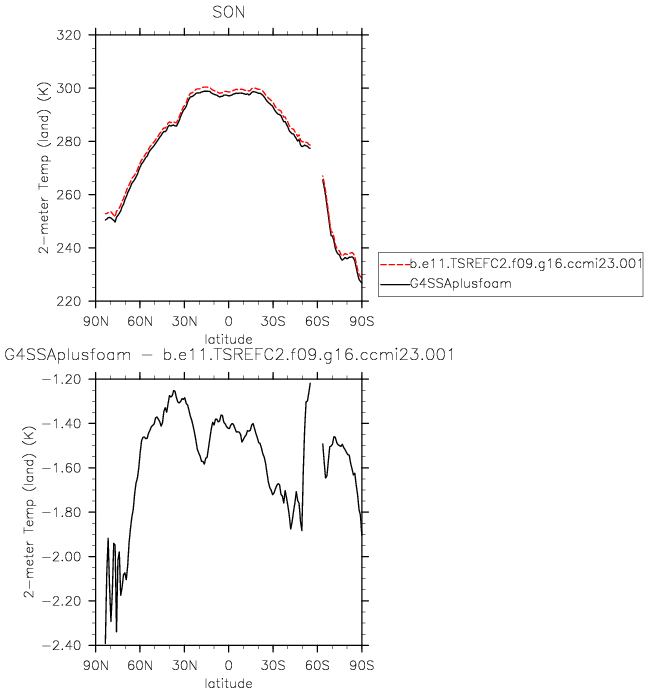 SON
320
300
280
260
240
220
2-meter Temp (land) (K)
90N 60N 30N 0 30S 60S 90S
latitude
b.e11.TSREFC2.f09.g16.ccmi23.001
G4SSAplusfoam
G4SSAplusfoam - b.e11.TSREFC2.f09.g16.ccmi23.001
-1.20
-1.40
-1.60
-1.80
-2.00
-2.20
-2.40
2-meter Temp (land) (K)
90N 60N 30N 0 30S 60S 90S
latitude